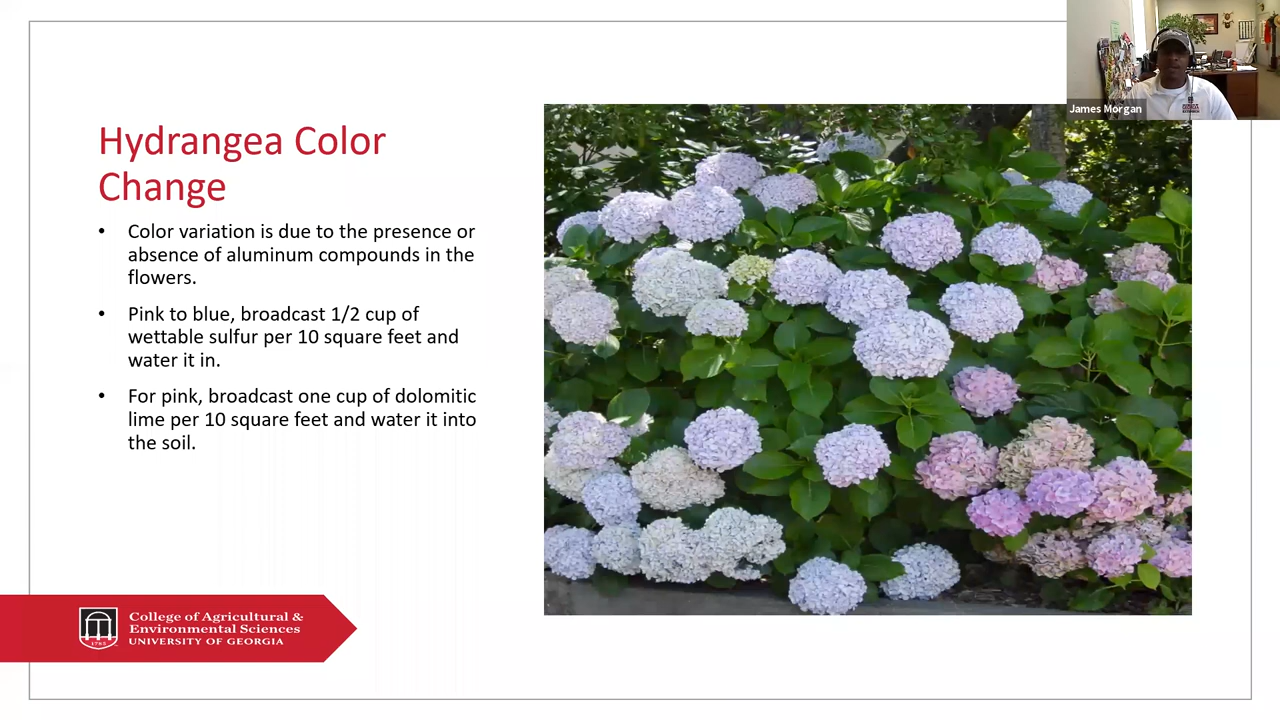 James Morgan
Hydrangea Color
Change
• Color variation is due to the presence or
absence of aluminum compounds in the
flowers.
• Pink to blue, broadcast 1/2 cup of
wettable sulfur per 10 square feet and
water it in.
• For pink, broadcast one cup of dolomitic
lime per 10 square feet and water it into
the soil.
1785
College of Agricultural &
Environmental Sciences
UNIVERSITY OF GEORGIA